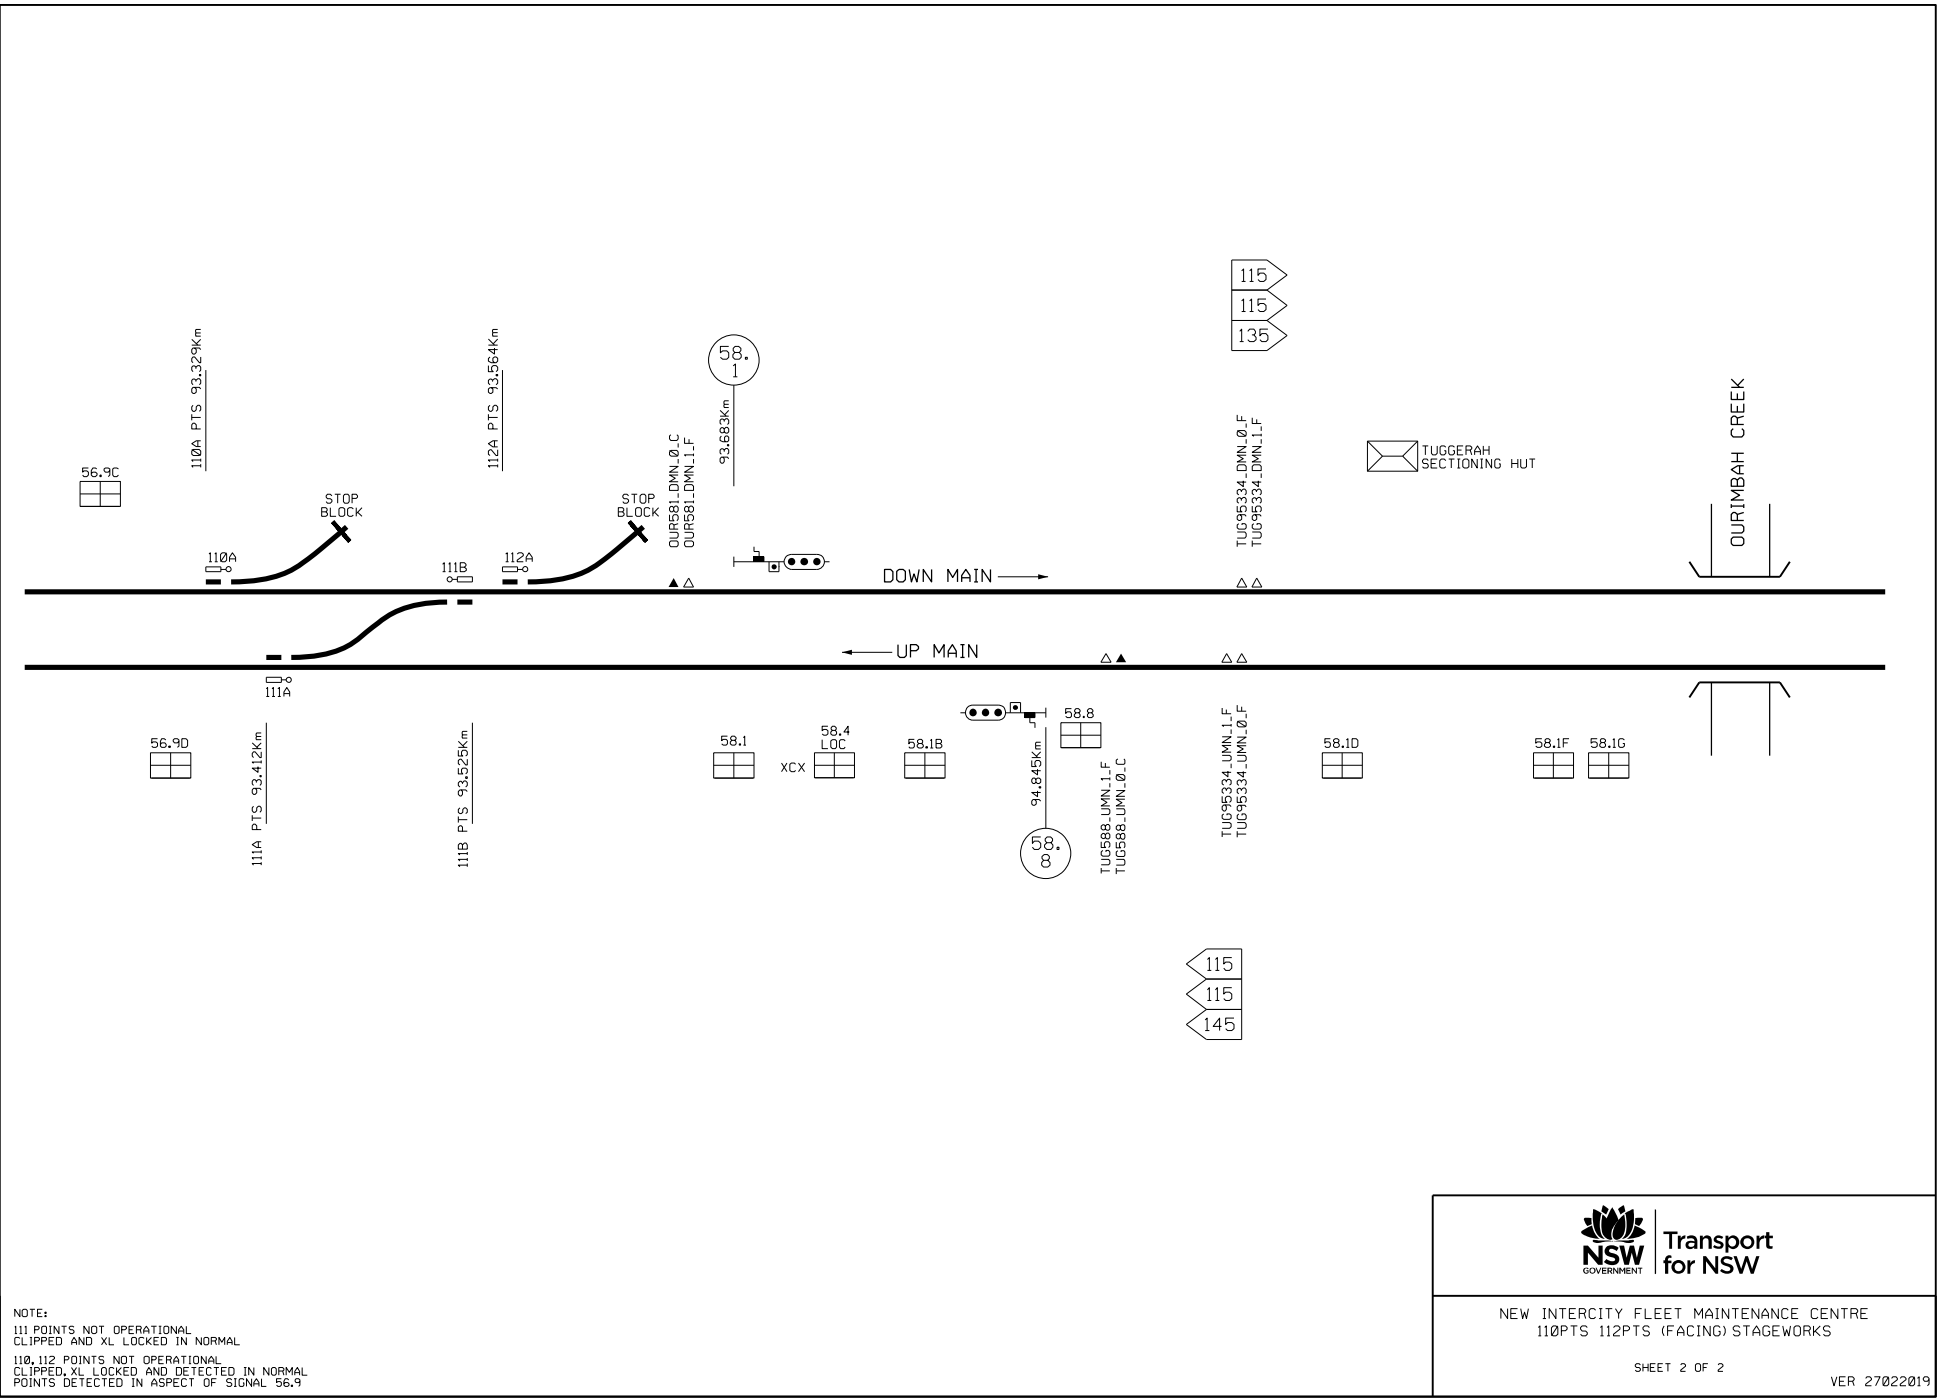 115
115
135
110A PTS 93.329Km
112A PTS 93.564Km
58.
1
93.683Km
OUR581_DMN_0_C
OUR581_DMN_1_F
TUG95334_DMN_0_F
TUG95334_DMN_1_F
OURIMBAH CREEK
TUGGERAH
SECTIONING HUT
56.9C
STOP
BLOCK
STOP
BLOCK
110A
111B
112A
DOWN MAIN
UP MAIN
111A
56.9D
111A PTS 93.412Km
111B PTS 93.525Km
58.1
XCX
58.4
LOC
58.1B
94.845Km
58.8
58.
8
TUG588_UMN_1_F
TUG588_UMN_0_C
TUG95334_UMN_1_F
TUG95334_UMN_0_F
58.1D
58.1F
58.1G
115
115
145
NSW
GOVERNMENT
Transport
for NSW
NEW INTERCITY FLEET MAINTENANCE CENTRE
110PTS 112PTS (FACING) STAGEWORKS
SHEET 2 OF 2
VER 27022019
NOTE:
111 POINTS NOT OPERATIONAL
CLIPPED AND XL LOCKED IN NORMAL
110, 112 POINTS NOT OPERATIONAL
CLIPPED, XL LOCKED AND DETECTED IN NORMAL
POINTS DETECTED IN ASPECT OF SIGNAL 56.9